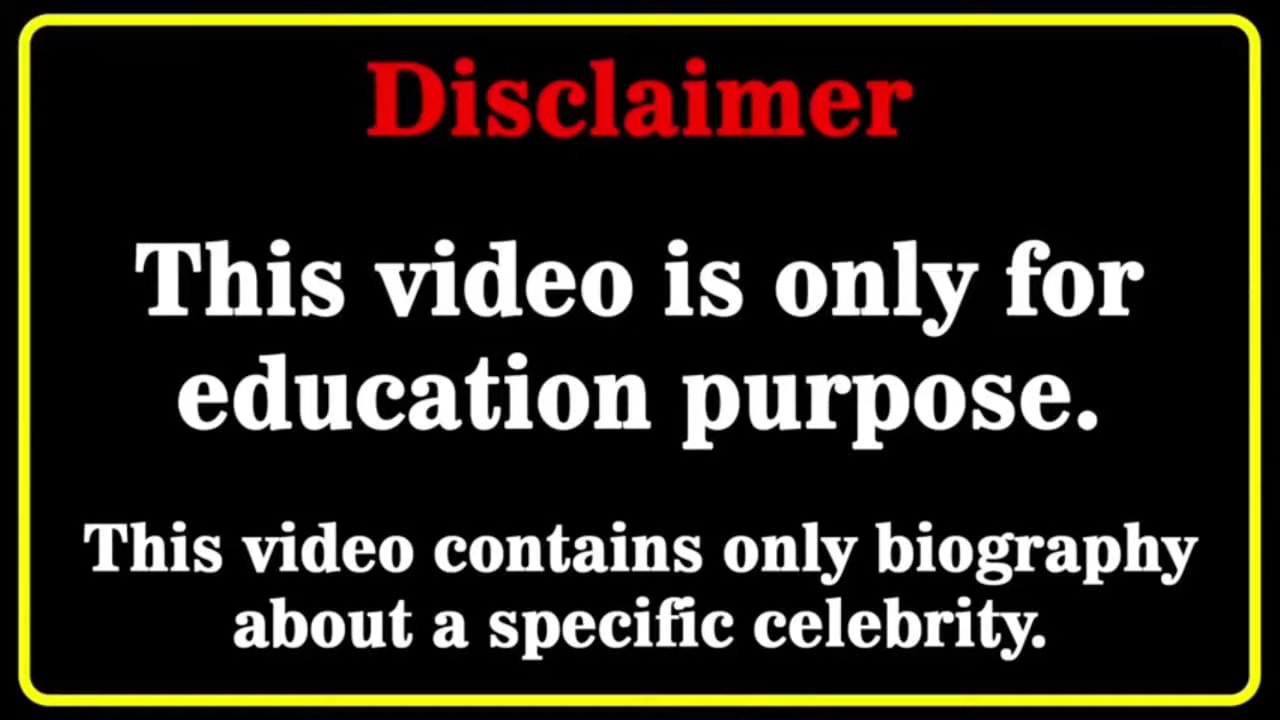 Disclaimer
This video is only for
education purpose.
This video contains only biography
about a specific celebrity.